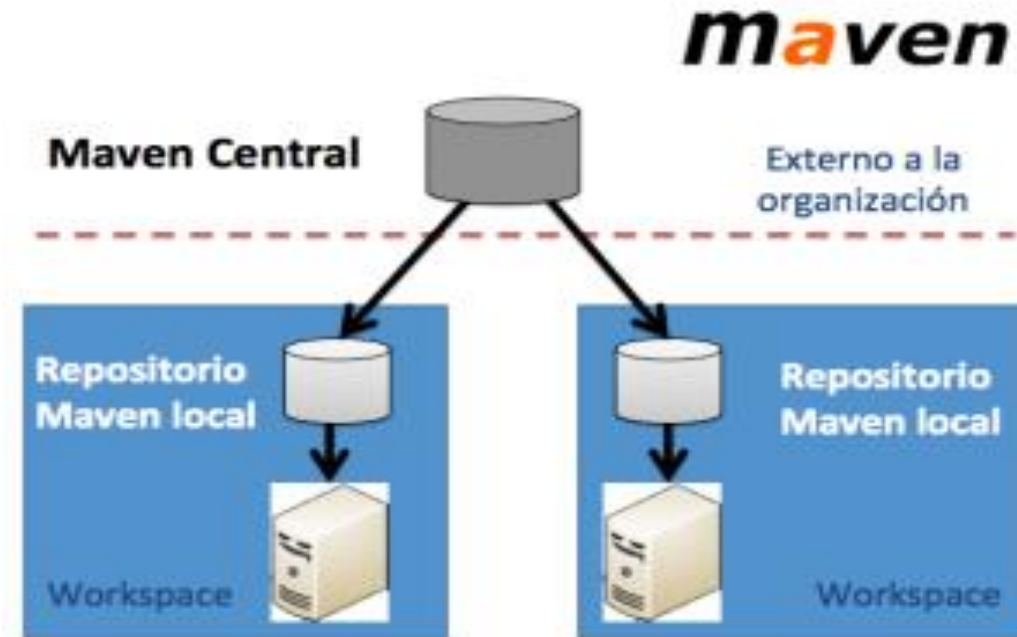 maven
Maven Central
Externo a la
organización
Repositorio
Maven local
Repositorio
Maven local
Workspace
Workspace